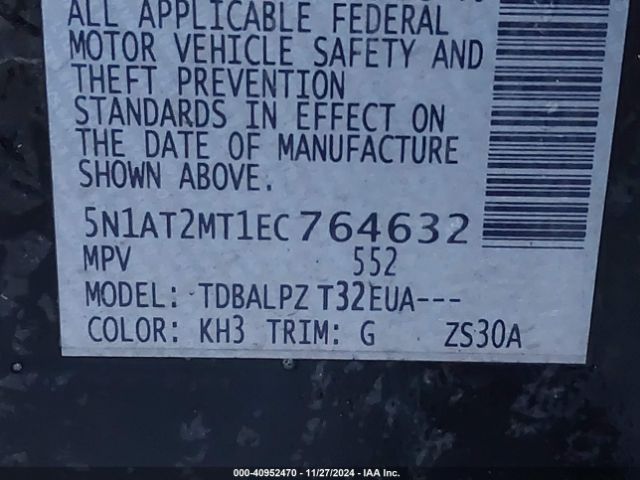 ALL APPLICABLE FEDERAL
MOTOR VEHICLE SAFETY AND
THEFT PREVENTION
STANDARDS IN EFFECT ON
THE DATE OF MANUFACTURE
SHOWN ABOVE.
5N1AT2MT1EC764632
MPV 552
MODEL: TDBALPZ T32EUA---
COLOR: KH3 TRIM: G ZS30A
000-40952470 - 11/27/2024 - IAA Inc.